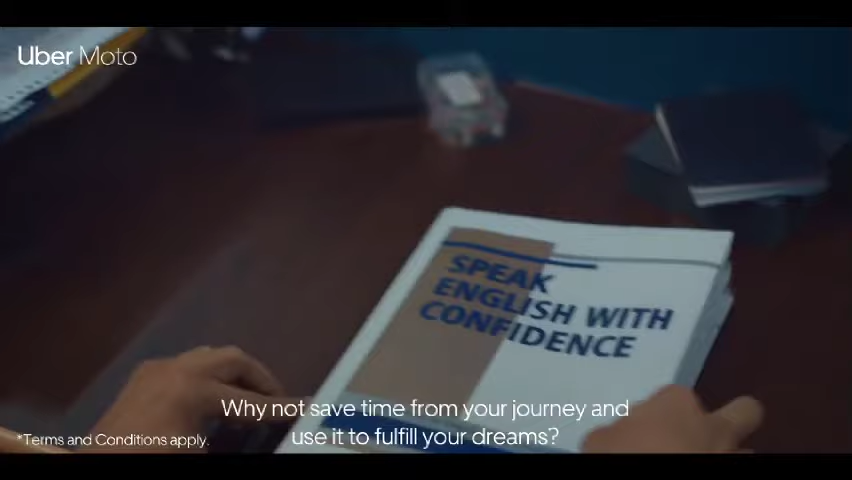 Uber Moto
SPEAK
ENGLISH WITH
CONFIDENCE
Why not save time from your journey and
use it to fulfill your dreams?
*Terms and Conditions apply.